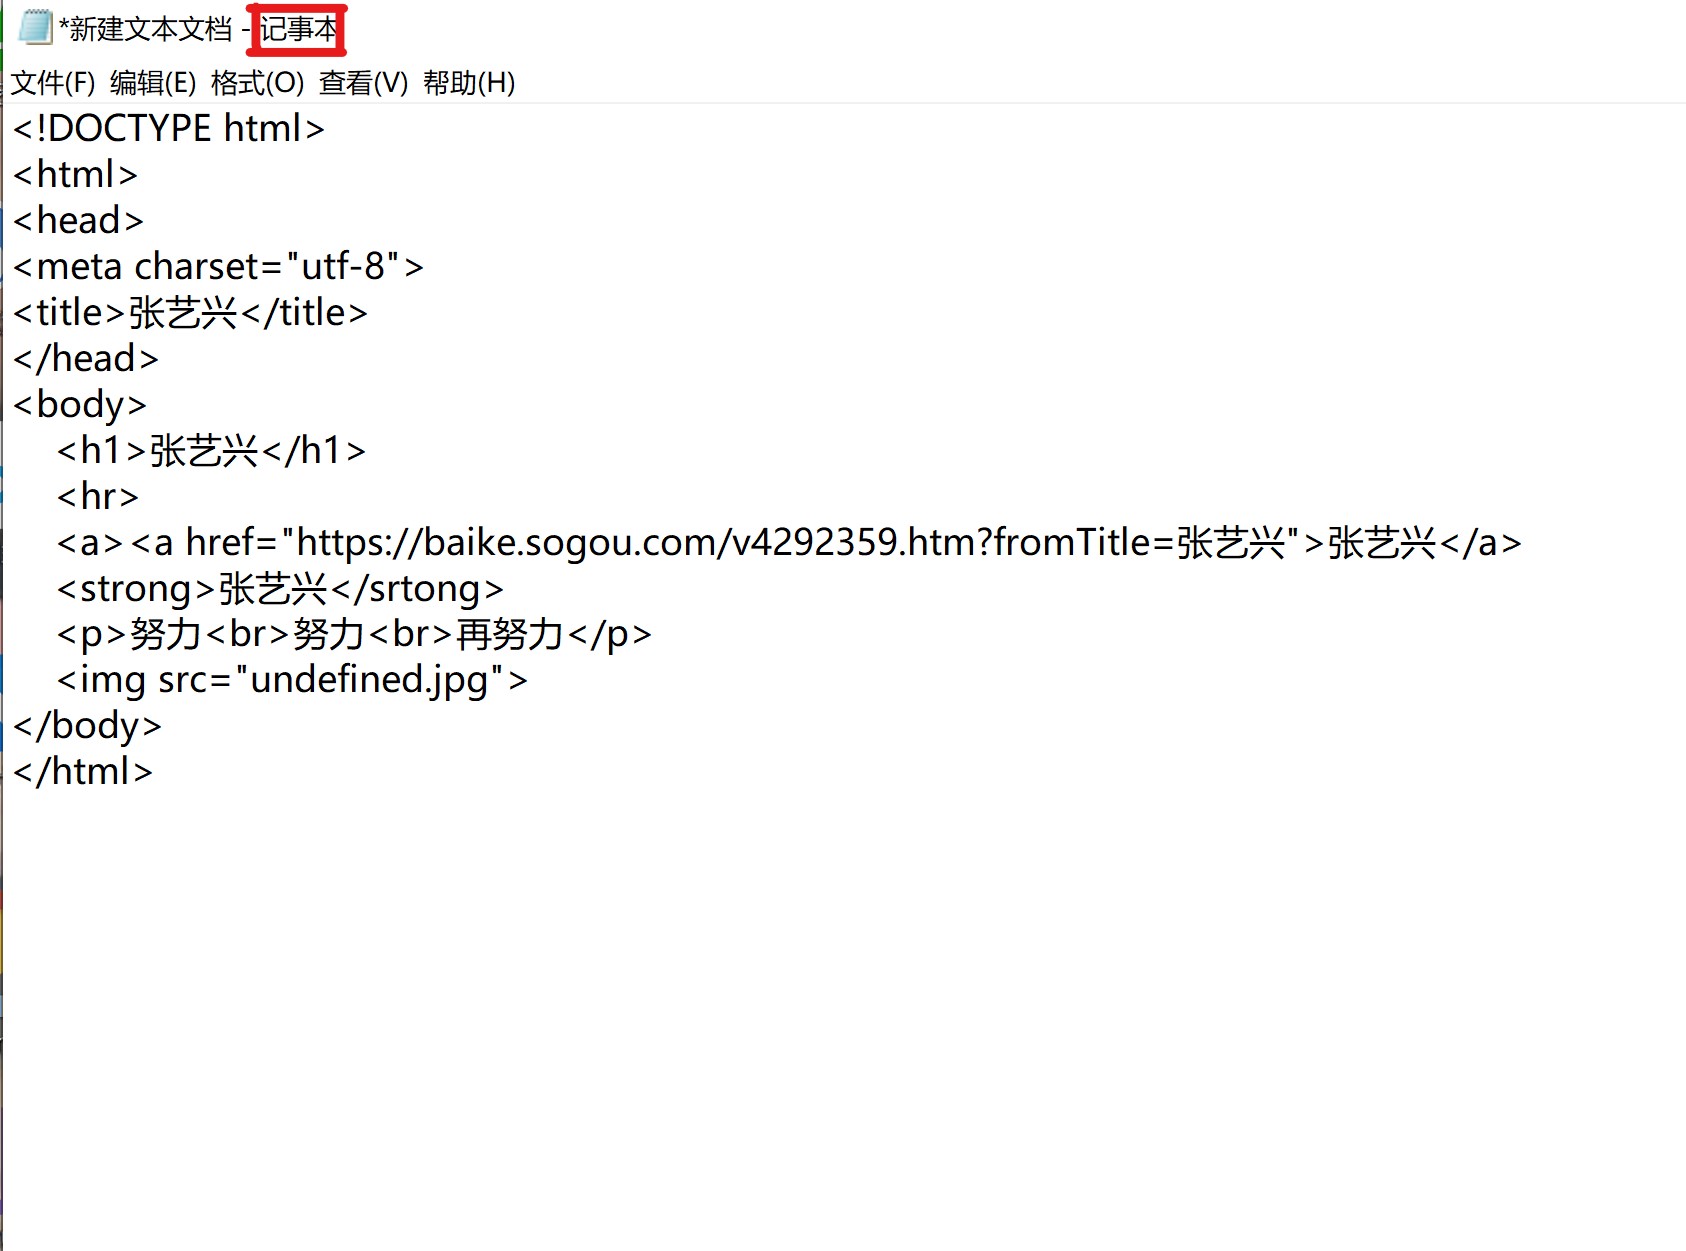 *新建文本文档 - 记事本
文件(F) 编辑(E) 格式(O) 查看(V) 帮助(H)
<!DOCTYPE html>
<html>
<head>
<meta charset="utf-8">
<title>张艺兴</title>
</head>
<body>
    <h1>张艺兴</h1>
    <hr>
    <a><a href="https://baike.sogou.com/v4292359.htm?fromTitle=张艺兴">张艺兴</a>
    <strong>张艺兴</srtong>
    <p>努力<br>努力<br>再努力</p>
    <img src="undefined.jpg">
</body>
</html>